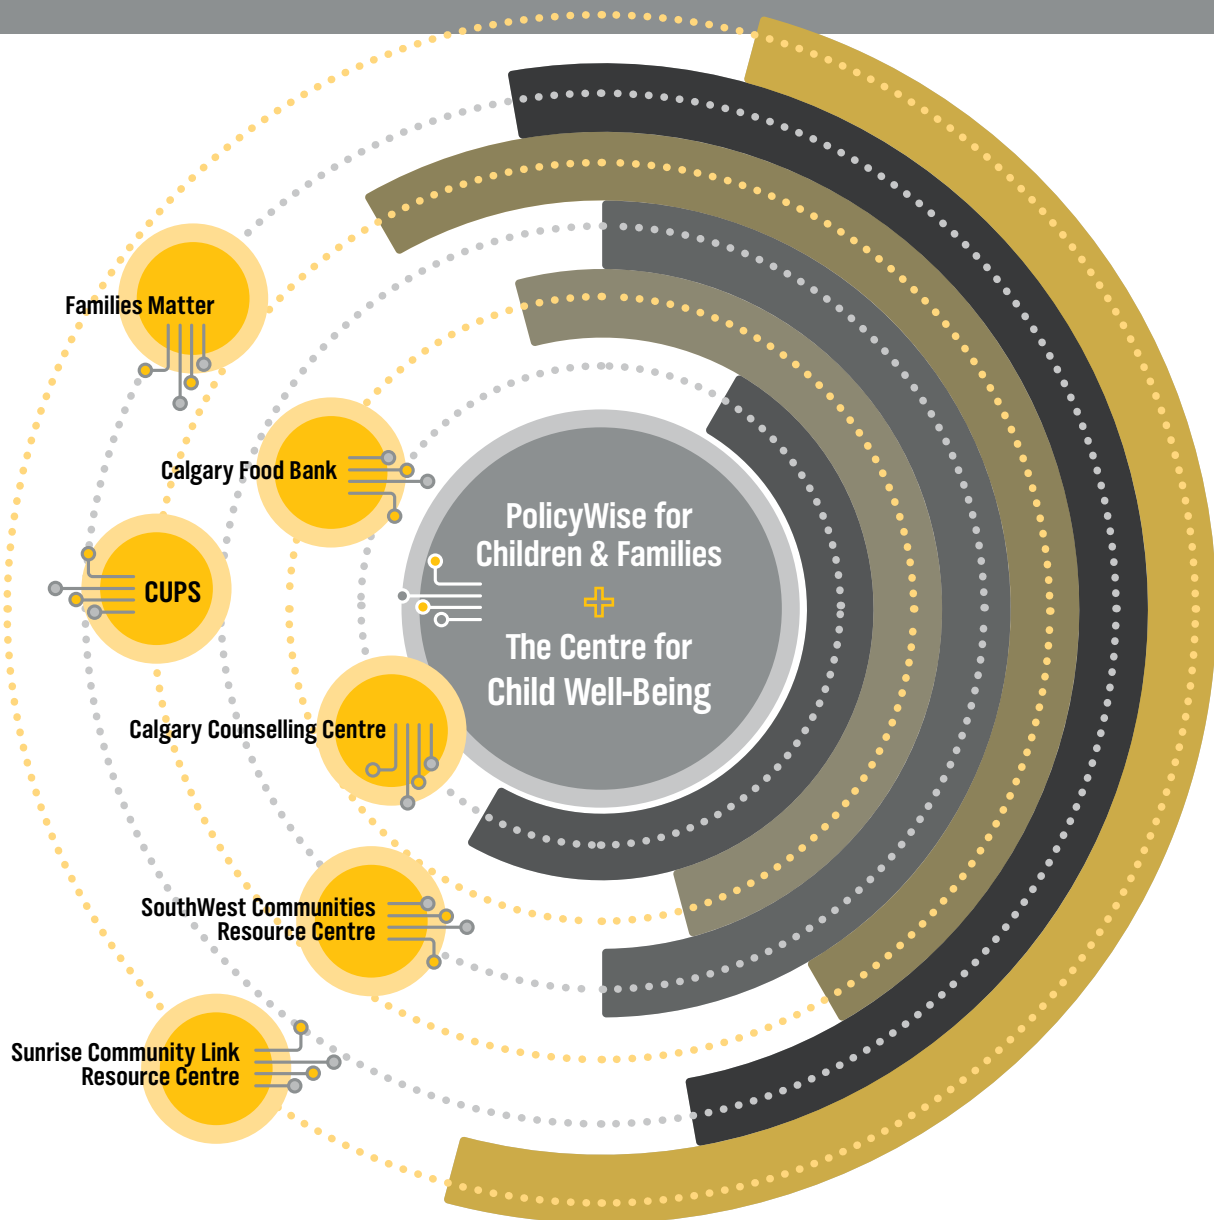 Families Matter
Calgary Food Bank
PolicyWise for
Children & Families
The Centre for
Child Well-Being
CUPS
Calgary Counselling Centre
SouthWest Communities
Resource Centre
Sunrise Community Link
Resource Centre